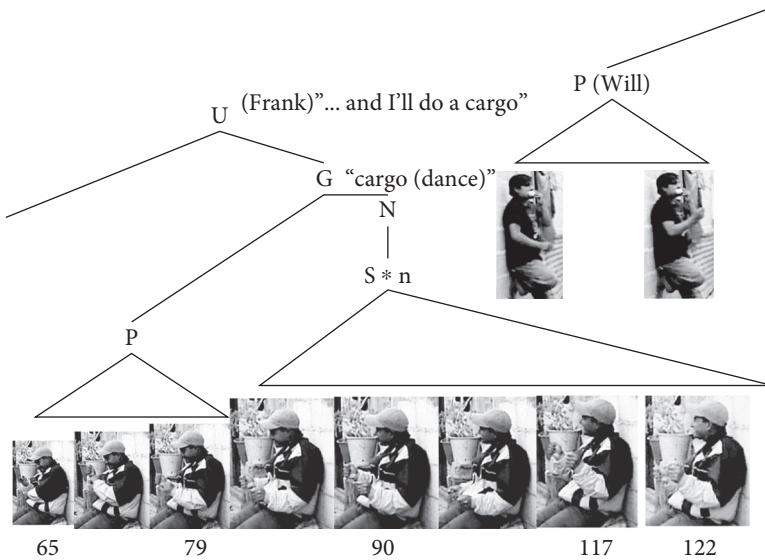 P (Will)
(Frank)”... and I’ll do a cargo”
U
G “cargo (dance)”
N
S * n
P
65 79 90 117 122